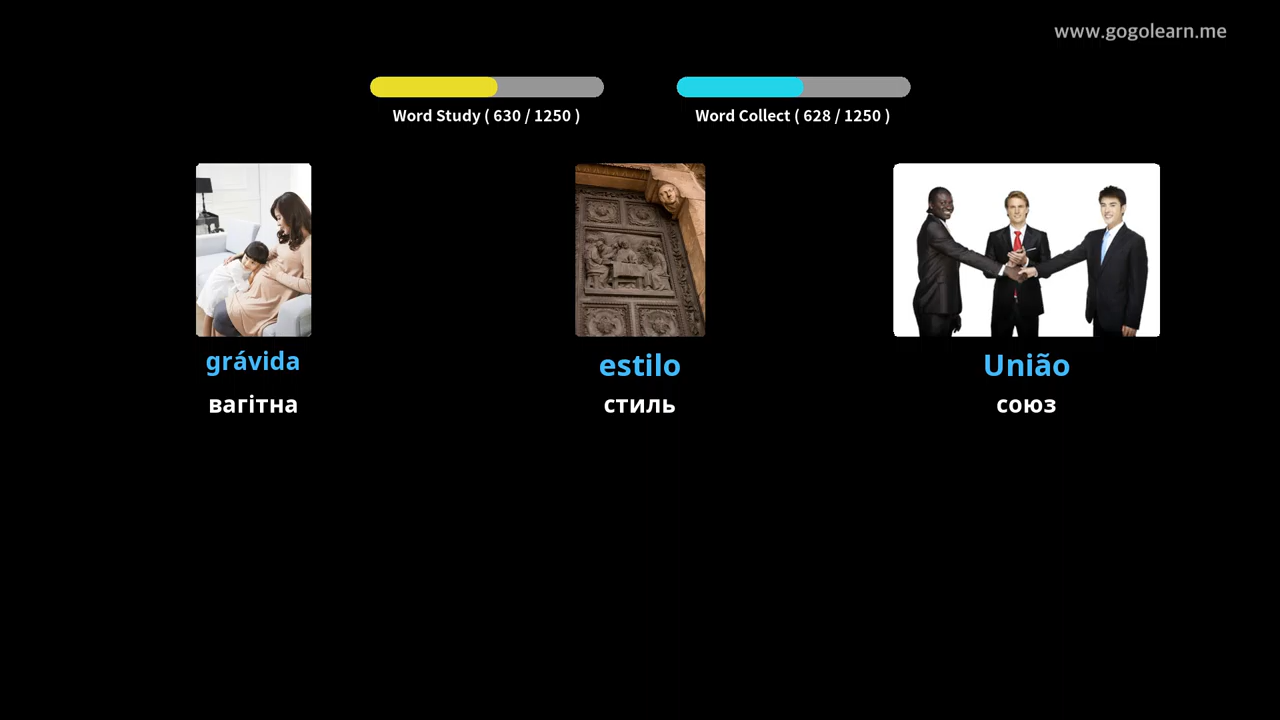 www.gogolearn.me
Word Study ( 630 / 1250 )
Word Collect ( 628 / 1250 )
grávida
estilo
União
вагітна
стиль
союз